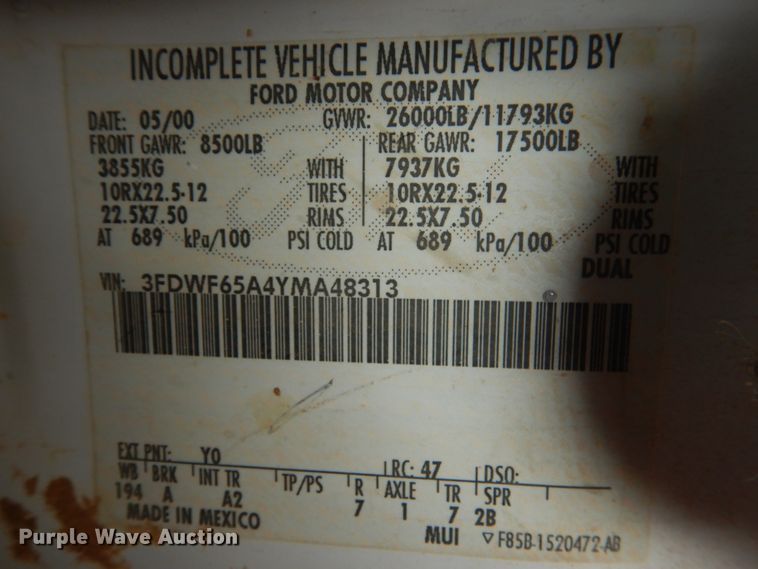 INCOMPLETE VEHICLE MANUFACTURED BY
FORD MOTOR COMPANY
DATE: 05/00 GVWR: 26000LB/11793KG
FRONT GAWR: 8500LB REAR GAWR: 17500LB
3855KG WITH 7937KG WITH
10RX22.5-12 TIRES 10RX22.5-12 TIRES
22.5X7.50 RIMS 22.5X7.50 RIMS
AT 689 kPa/100 PSI COLD AT 689 kPa/100 PSI COLD
DUAL
VIN: 3FDWF65A4YMA48313
EXT PNT: YO RC: 47 DSO:
WB BRK INT TR TP/PS R AXLE TR SPR
194 A A2 7 1 7 2B
MADE IN MEXICO
MUI ▽ F85B-1520472-AB
Purple Wave Auction